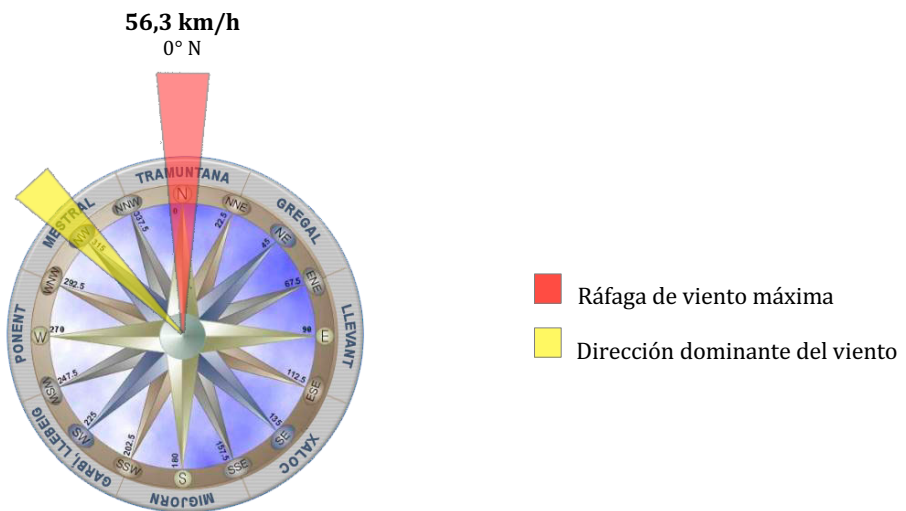 56,3 km/h
0° N
TRAMUNTANA
GREGAL
LLEVANT
XALOC
MIGJORN
GARBI, LLEBEIG
PONENT
MESTRAL
N
NNE
NE
ENE
E
ESE
SE
SSE
S
SSW
SW
WSW
W
WNW
NW
NNW
0
22.5
45
67.5
90
112.5
135
157.5
180
202.5
225
247.5
270
292.5
315
337.5
Ráfaga de viento máxima
Dirección dominante del viento